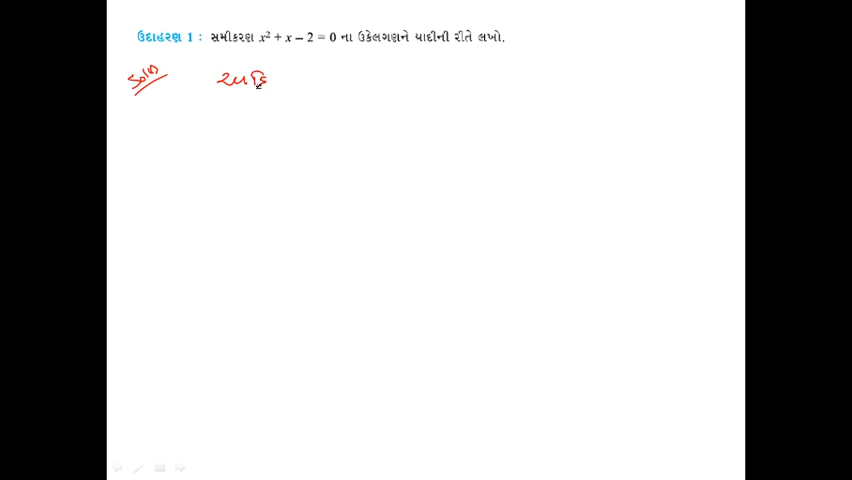 ઉદાહરણ 1 : સમીકરણ x² + x – 2 = 0 ના ઉકેલગણને યાદીની રીતે લખો.
Soln